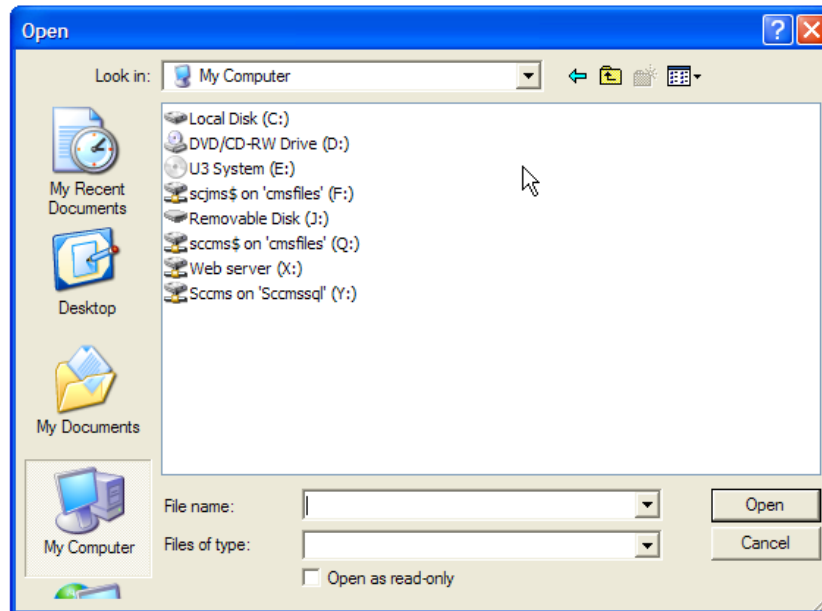 Open
Look in:
My Computer
My Recent
Documents
Desktop
My Documents
My Computer
Local Disk (C:)
DVD/CD-RW Drive (D:)
U3 System (E:)
scjms$ on 'cmsfiles' (F:)
Removable Disk (J:)
sccms$ on 'cmsfiles' (Q:)
Web server (X:)
Sccms on 'Sccmssql' (Y:)
File name:
Open
Files of type:
Cancel
Open as read-only